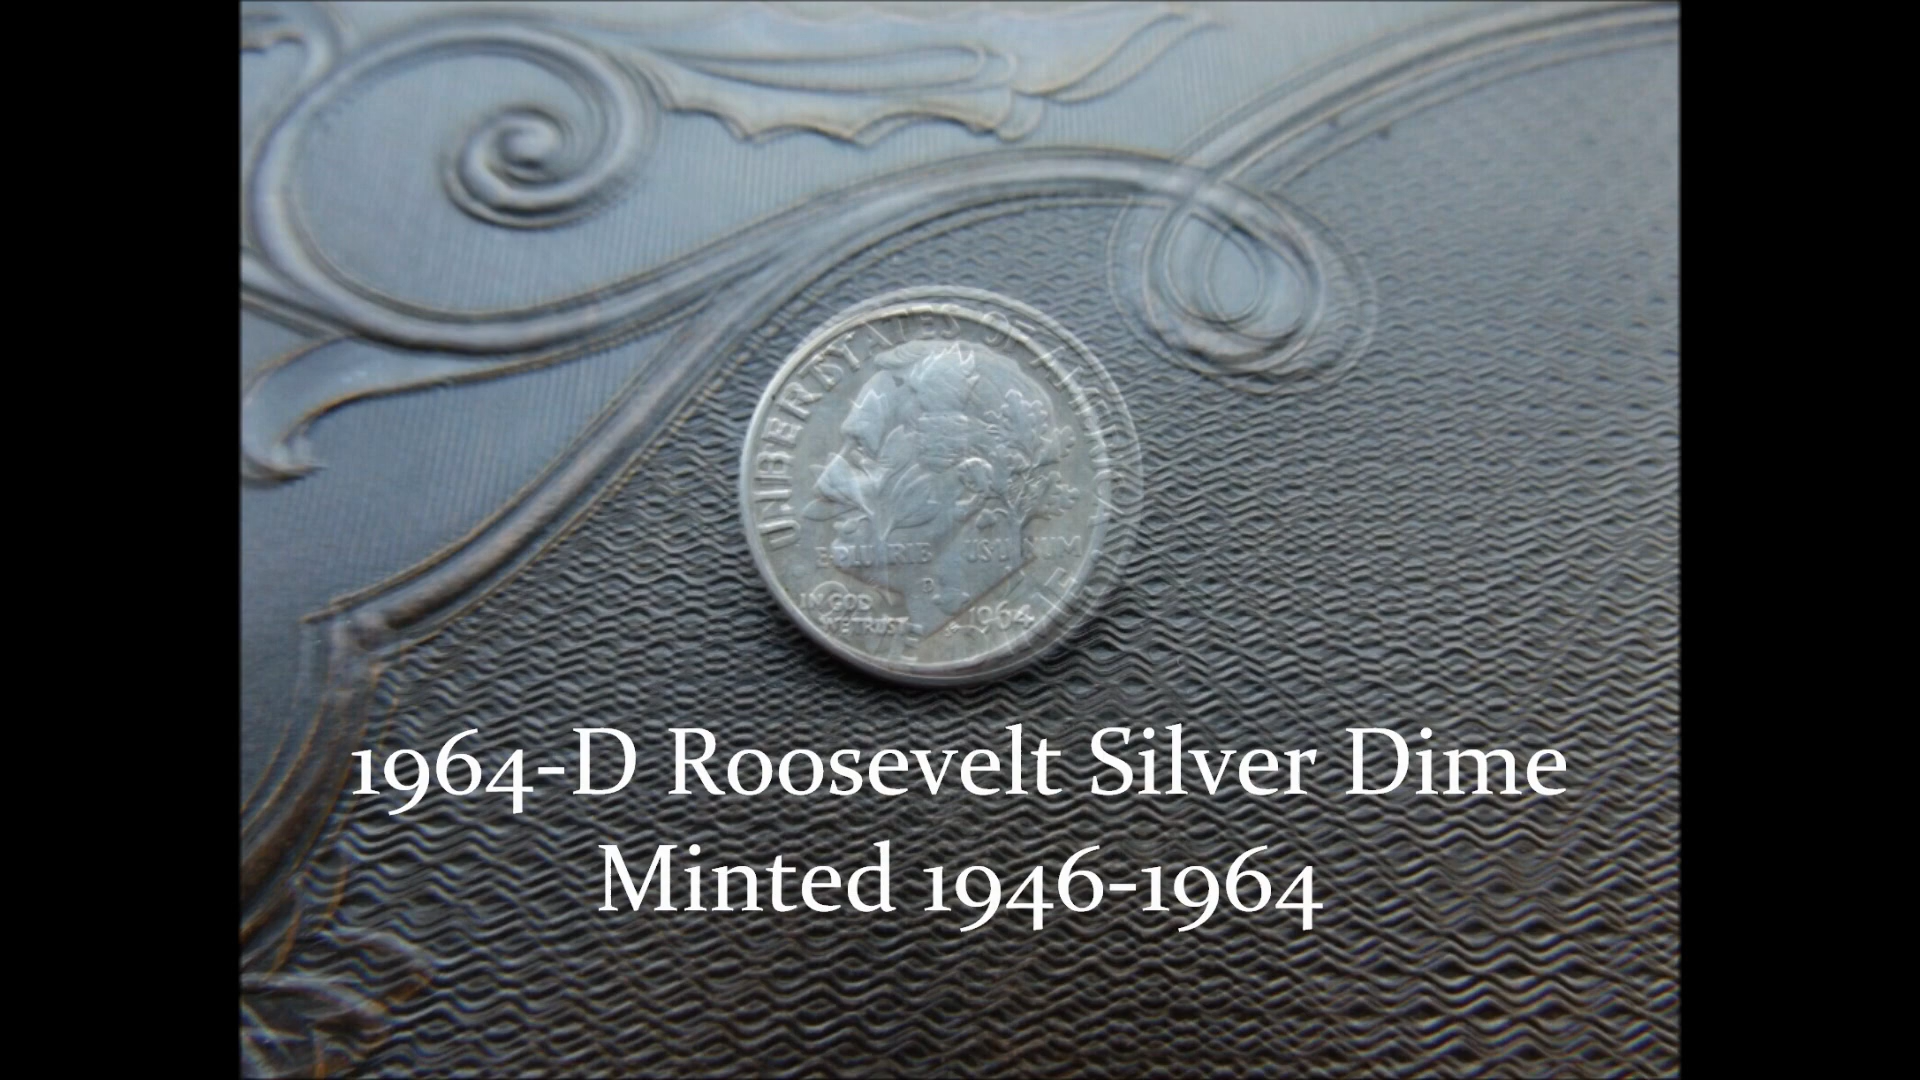 LIBERTY
IN GOD
WE TRUST
1964
1964-D Roosevelt Silver Dime
Minted 1946-1964